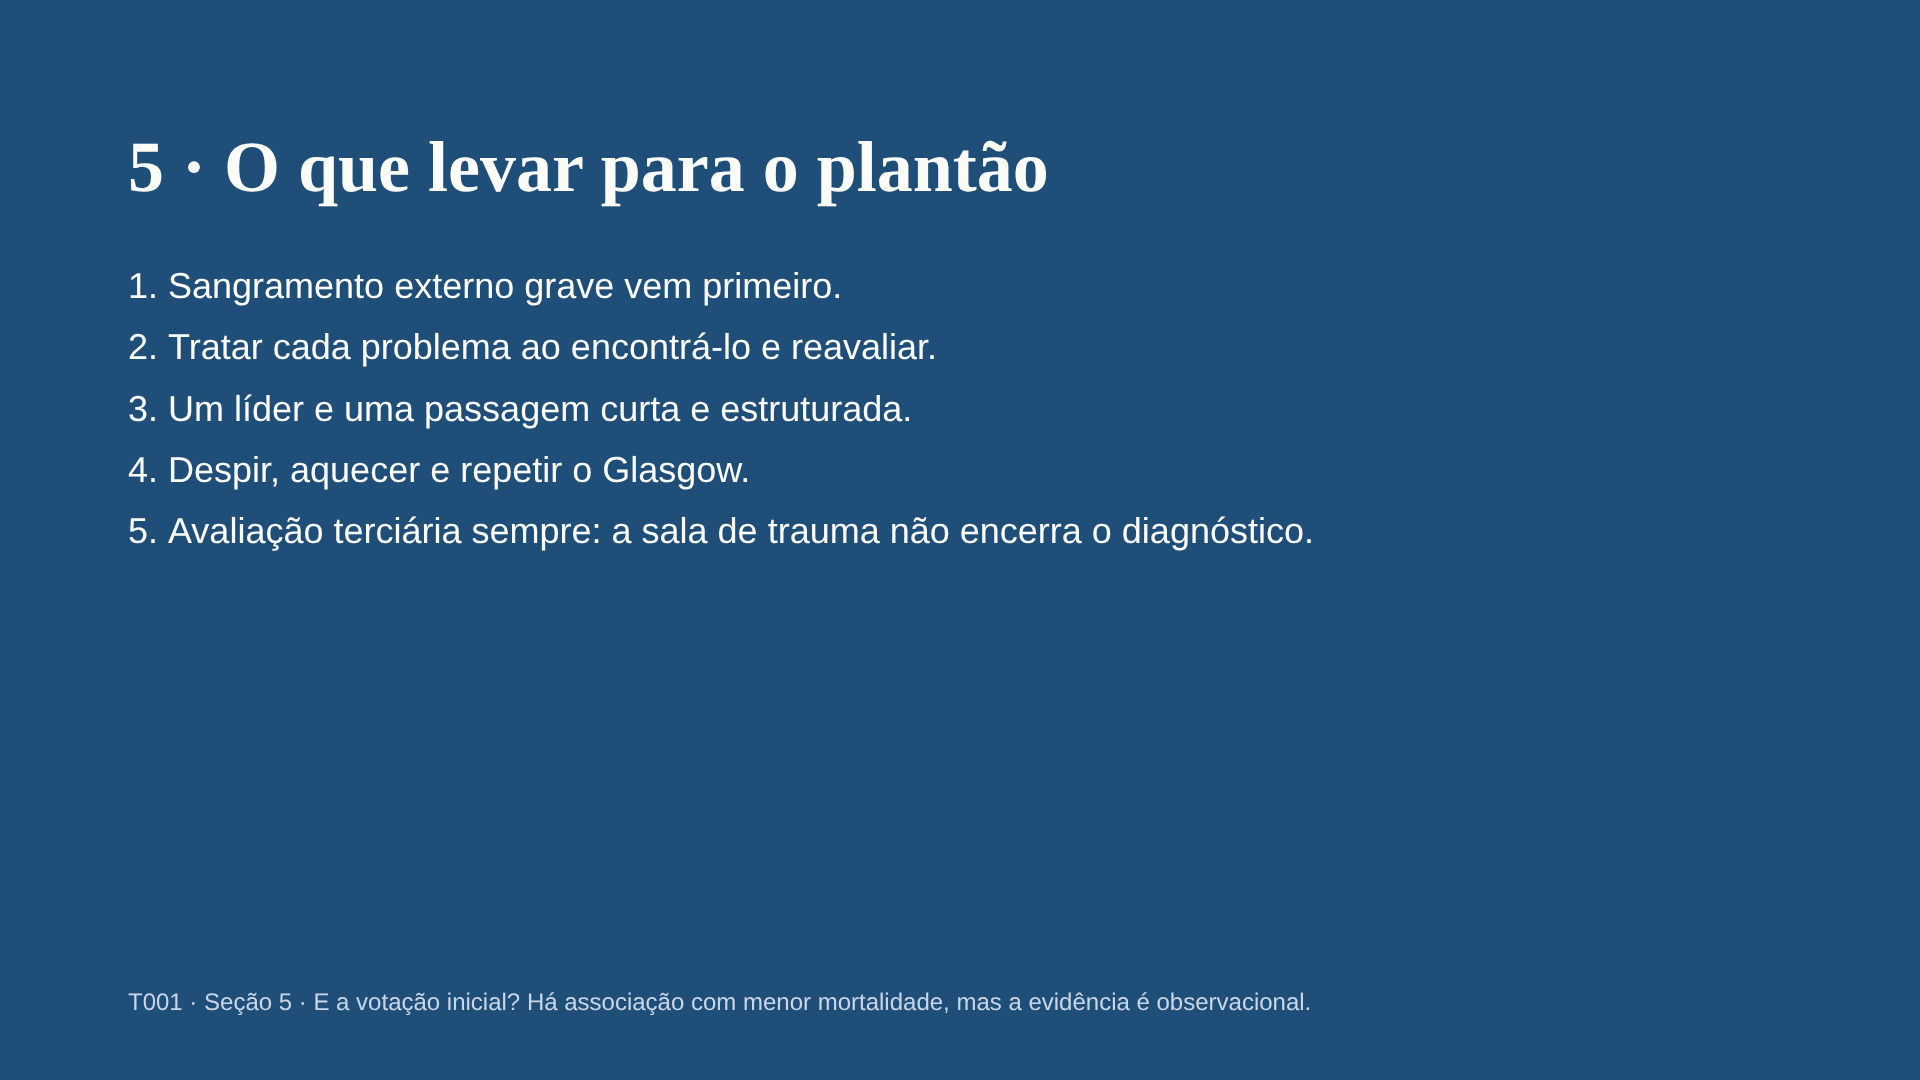 5 · O que levar para o plantão
1. Sangramento externo grave vem primeiro.
2. Tratar cada problema ao encontrá-lo e reavaliar.
3. Um líder e uma passagem curta e estruturada.
4. Despir, aquecer e repetir o Glasgow.
5. Avaliação terciária sempre: a sala de trauma não encerra o diagnóstico.
T001 · Seção 5 · E a votação inicial? Há associação com menor mortalidade, mas a evidência é observacional.